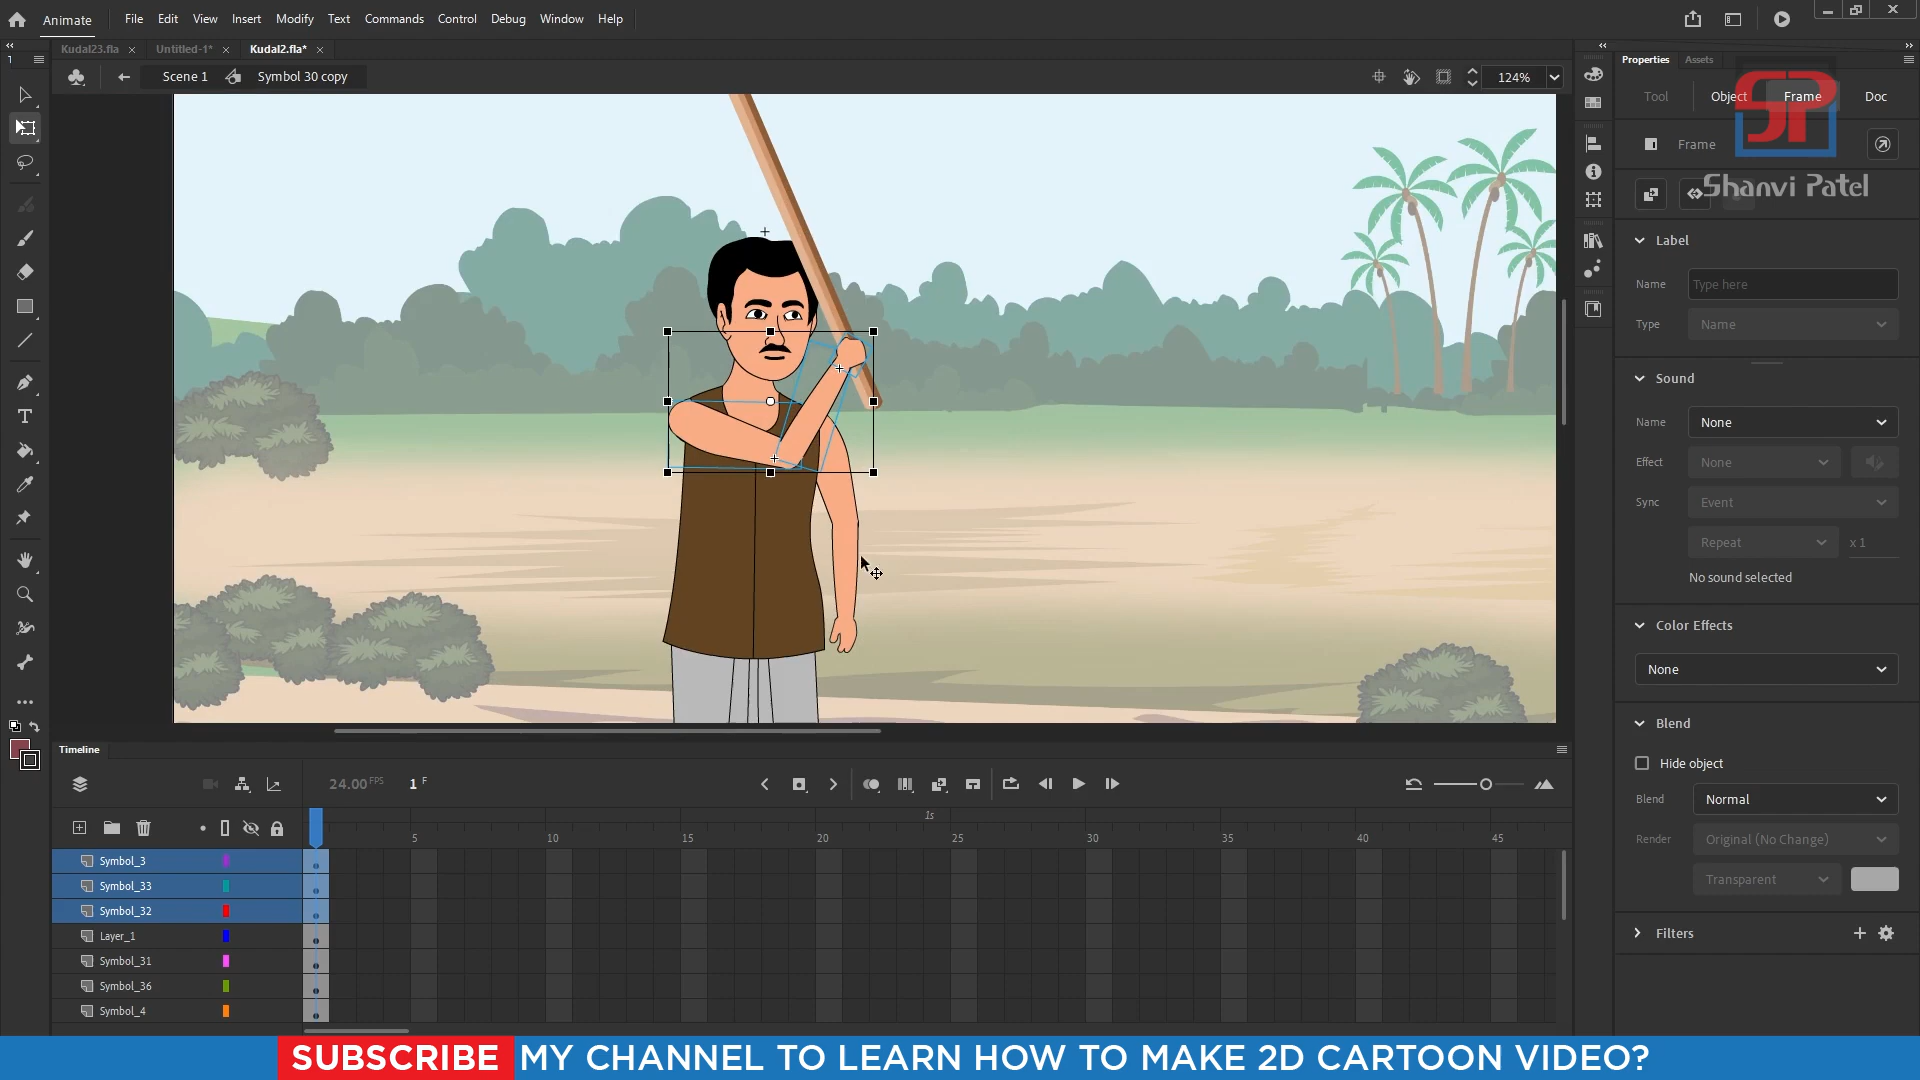 Animate File Edit View Insert Modify Text Commands Control Debug Window Help
Kudal23.fla Untitled-1* Kudal2.fla*
Scene 1 Symbol 30 copy 124%
Properties Assets
Tool Object Frame Doc
SP
Frame
Shanvi Patel
Label
Name Type here
Type Name
Sound
Name None
Effect None
Sync Event
Repeat x 1
No sound selected
Color Effects
None
Blend
Hide object
Blend Normal
Render Original (No Change)
Transparent
Filters
Timeline
24.00 FPS 1 F
1s
5 10 15 20 25 30 35 40 45
Symbol_3
Symbol_33
Symbol_32
Layer_1
Symbol_31
Symbol_36
Symbol_4
SUBSCRIBE MY CHANNEL TO LEARN HOW TO MAKE 2D CARTOON VIDEO?